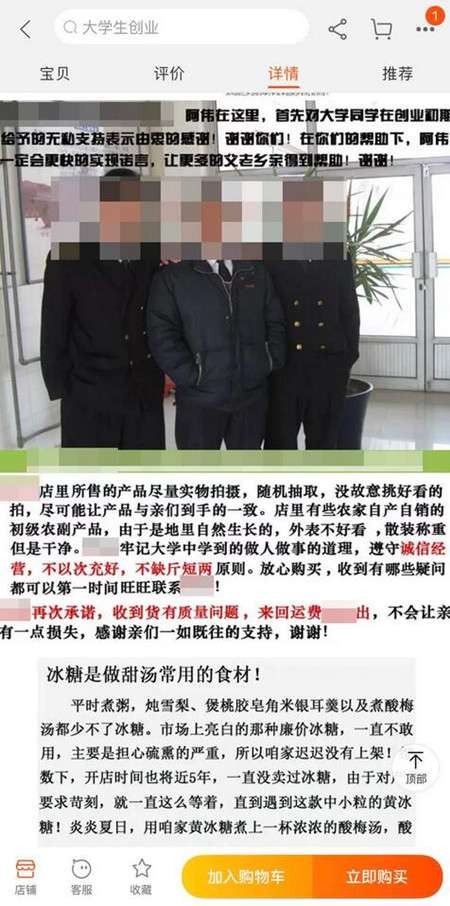 大学生创业
1
宝贝
评价
详情
推荐
阿伟在这里,首先对大学同学在创业初期
给予的无私支持表示由衷的感谢!谢谢你们!在你们的帮助下,阿伟
一定会更快的实现诺言,让更多的父老乡亲得到帮助!谢谢!
店里所售的产品尽量实物拍摄,随机抽取,没故意挑好看的
拍,尽可能让产品与亲们到手的一致。店里有些农家自产自销的
初级农副产品,由于是地里自然生长的,外表不好看,散装称重
但是干净。 牢记大学中学到的做人做事的道理,遵守诚信经
营,不以次充好,不缺斤短两原则。放心购买,收到有哪些疑问
都可以第一时间旺旺联系 !
再次承诺,收到货有质量问题,来回运费 出,不会让亲
有一点损失,感谢亲们一如既往的支持,谢谢!
冰糖是做甜汤常用的食材!
平时煮粥,炖雪梨、煲桃胶皂角米银耳羹以及煮酸梅
汤都少不了冰糖。市场上亮白的那种廉价冰糖,一直不敢
用,主要是担心硫熏的严重,所以咱家迟迟没有上架!
数下,开店时间也将近5年,一直没卖过冰糖,由于对
要求苛刻,就一直这么等着,直到遇到这款中小粒的黄冰
糖!炎炎夏日,用咱家黄冰糖煮上一杯浓浓的酸梅汤,酸
顶部
店铺
客服
收藏
加入购物车
立即购买